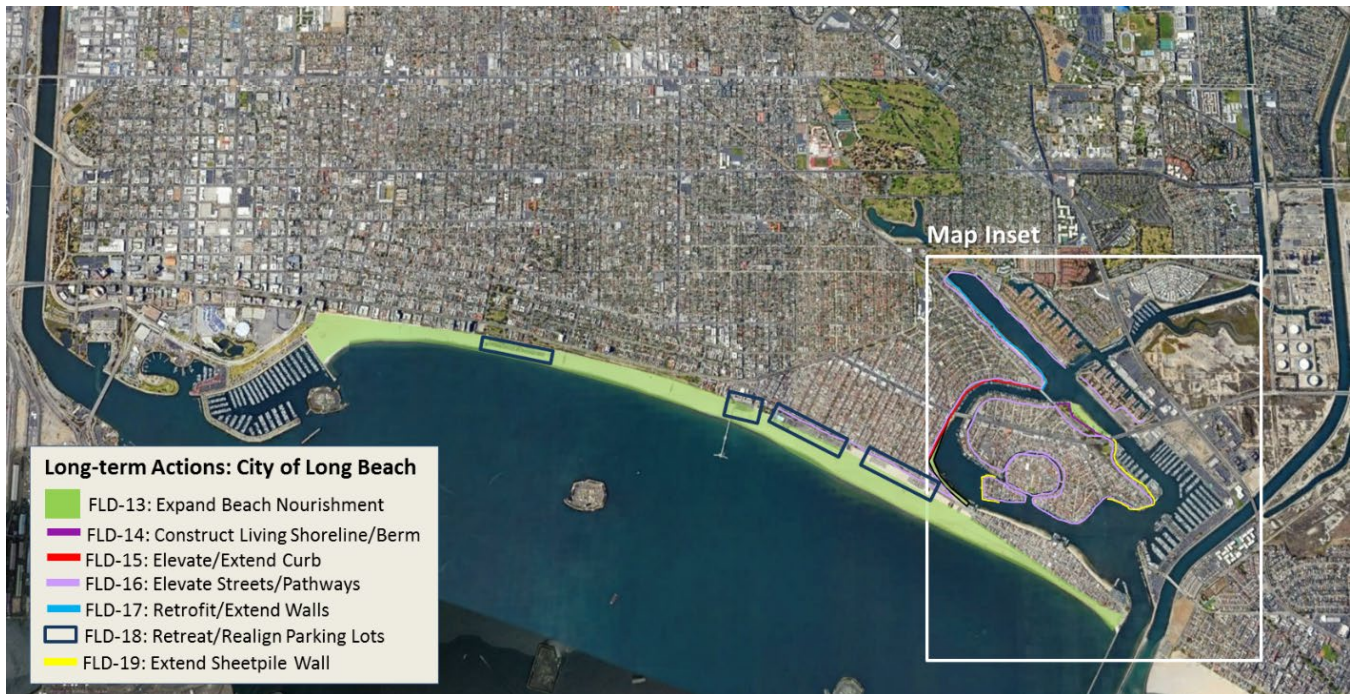 Map Inset
Long-term Actions: City of Long Beach
FLD-13: Expand Beach Nourishment
FLD-14: Construct Living Shoreline/Berm
FLD-15: Elevate/Extend Curb
FLD-16: Elevate Streets/Pathways
FLD-17: Retrofit/Extend Walls
FLD-18: Retreat/Realign Parking Lots
FLD-19: Extend Sheetpile Wall